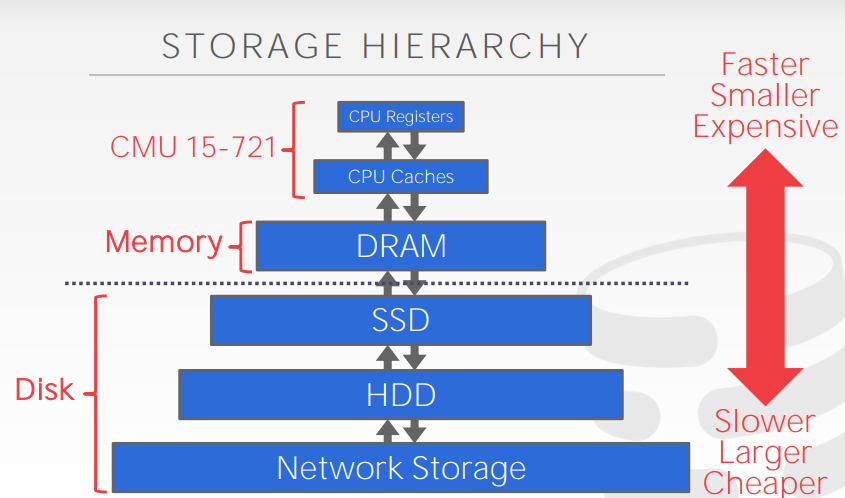 STORAGE HIERARCHY
Faster
Smaller
Expensive
CPU Registers
CMU 15-721
CPU Caches
Memory
DRAM
SSD
Disk
HDD
Network Storage
Slower
Larger
Cheaper